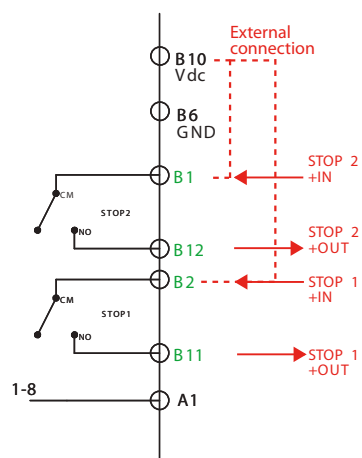 External
connection
B10
Vdc
B6
GND
B1
STOP 2
+IN
CM
STOP2
NO
B12
STOP 2
+OUT
B2
STOP 1
+IN
CM
STOP1
NO
B11
STOP 1
+OUT
1-8
A1